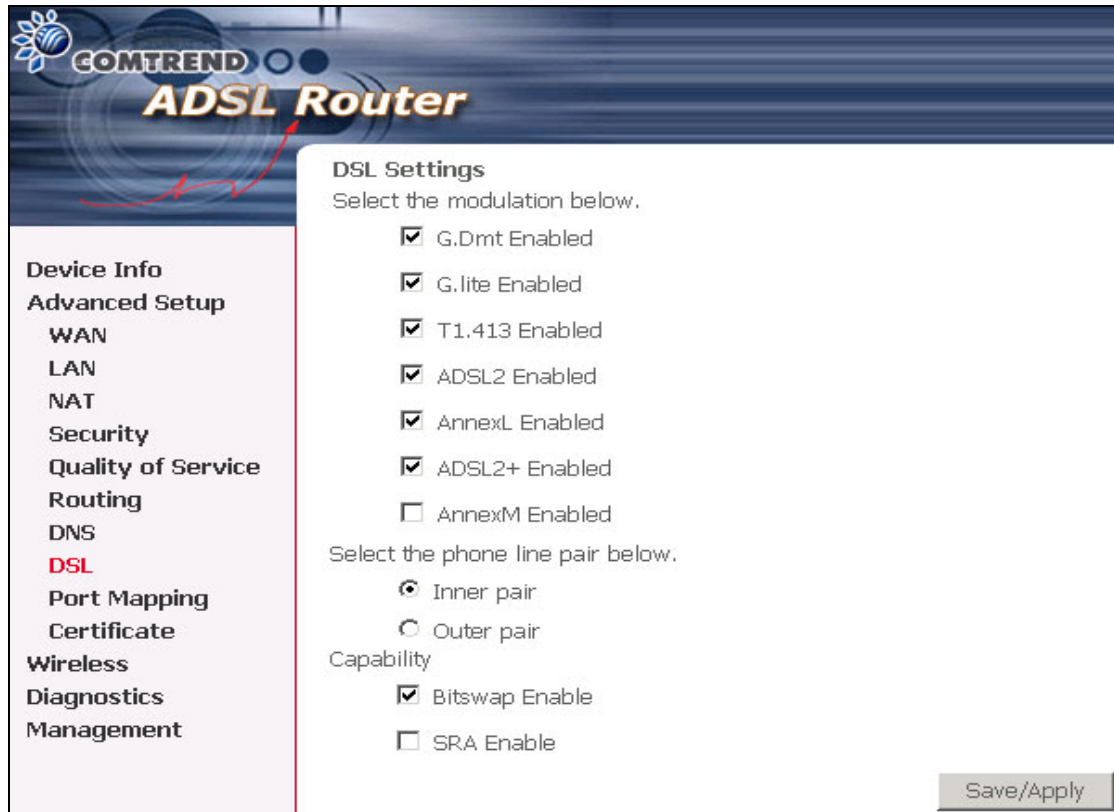 COMTREND
ADSL Router
Device Info
Advanced Setup
WAN
LAN
NAT
Security
Quality of Service
Routing
DNS
DSL
Port Mapping
Certificate
Wireless
Diagnostics
Management
DSL Settings
Select the modulation below.
G.Dmt Enabled
G.lite Enabled
T1.413 Enabled
ADSL2 Enabled
AnnexL Enabled
ADSL2+ Enabled
AnnexM Enabled
Select the phone line pair below.
Inner pair
Outer pair
Capability
Bitswap Enable
SRA Enable
Save/Apply